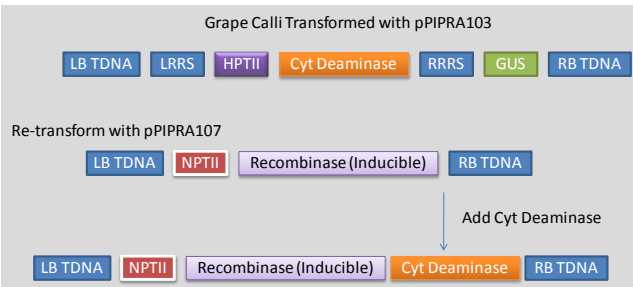 Grape Calli Transformed with pPIPRA103
LB TDNA LRRS HPTII Cyt Deaminase RRRS GUS RB TDNA
Re-transform with pPIPRA107
LB TDNA NPTII Recombinase (Inducible) RB TDNA
Add Cyt Deaminase
LB TDNA NPTII Recombinase (Inducible) Cyt Deaminase RB TDNA